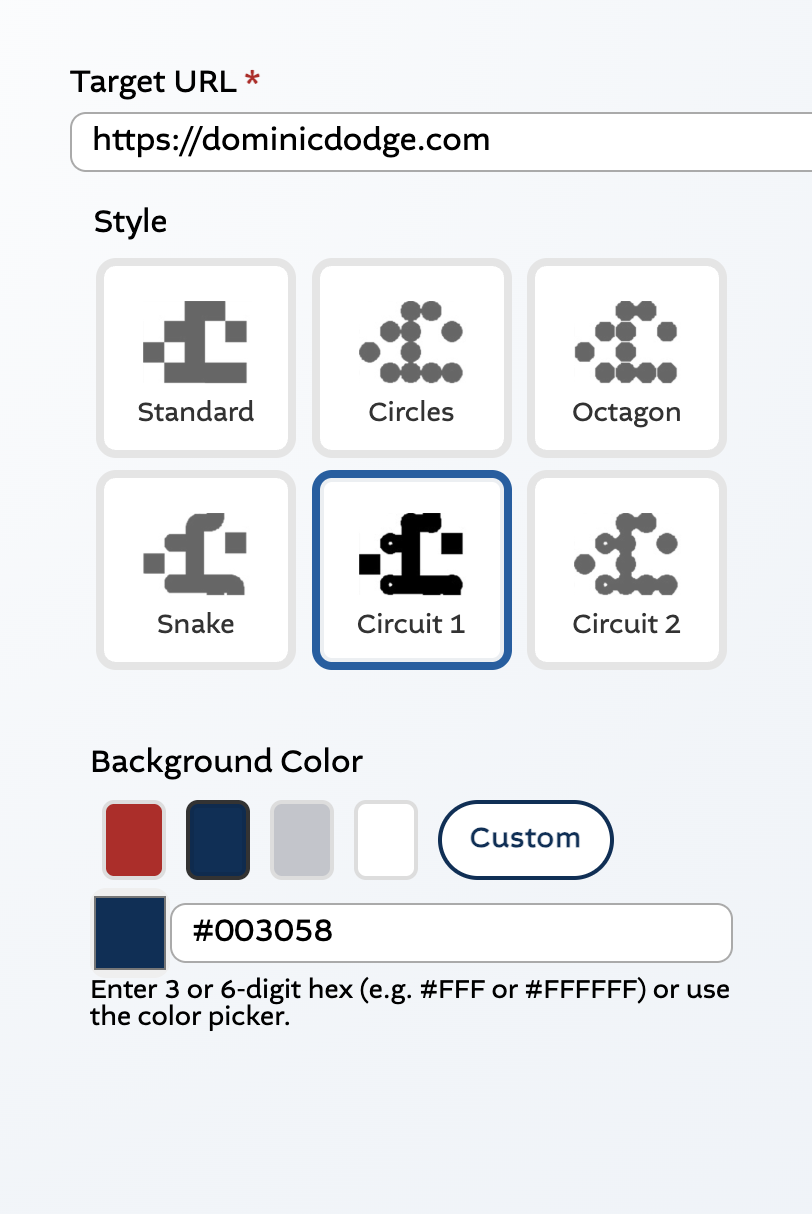 Target URL *
https://dominicdodge.com
Style
Standard
Circles
Octagon
Snake
Circuit 1
Circuit 2
Background Color
Custom
#003058
Enter 3 or 6-digit hex (e.g. #FFF or #FFFFFF) or use
the color picker.